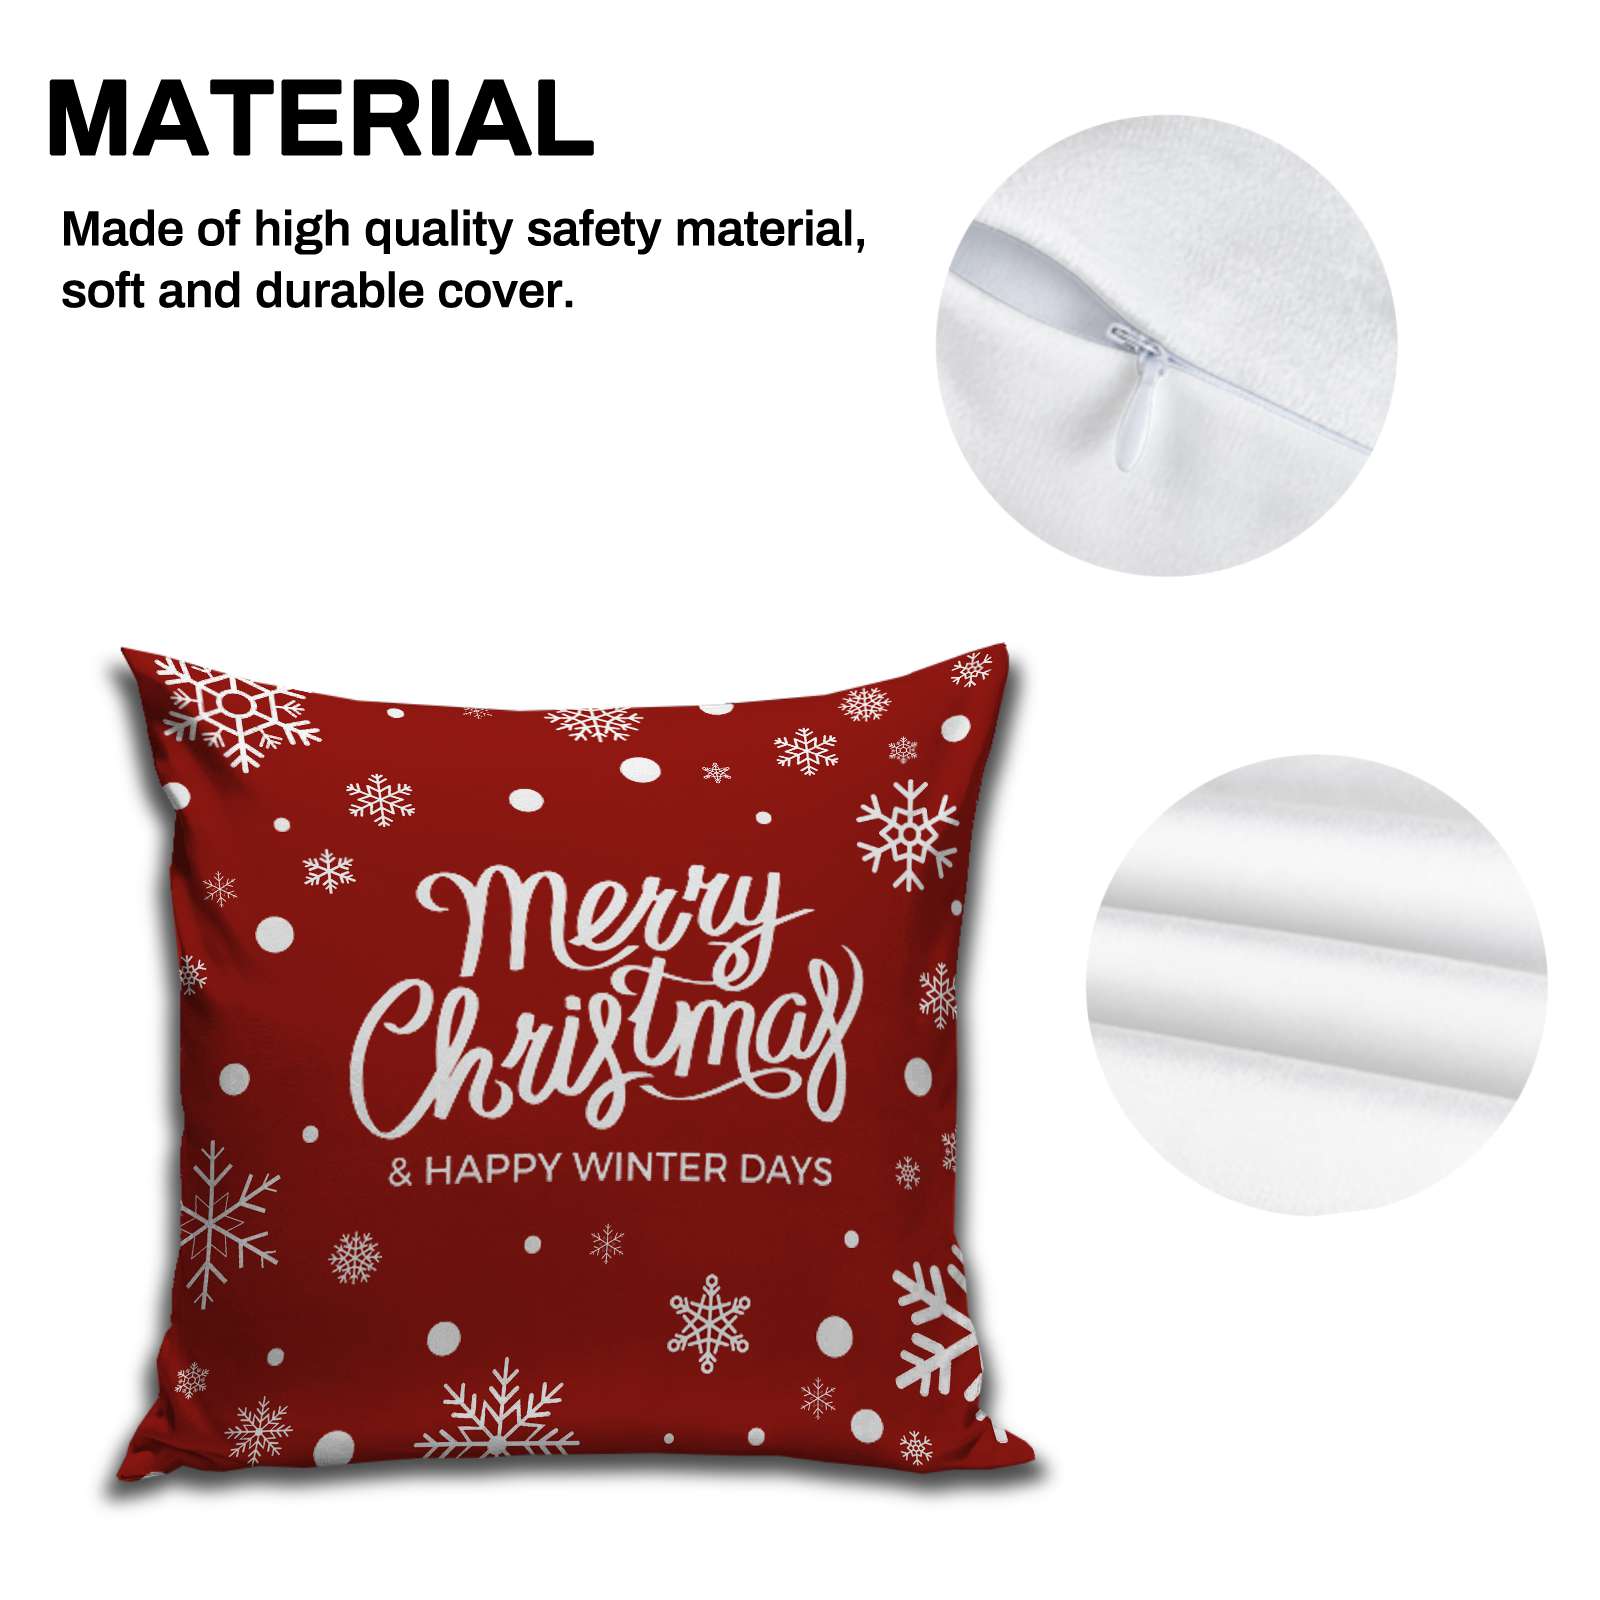 MATERIAL
Made of high quality safety material,
soft and durable cover.
Merry
Christmas
& HAPPY WINTER DAYS